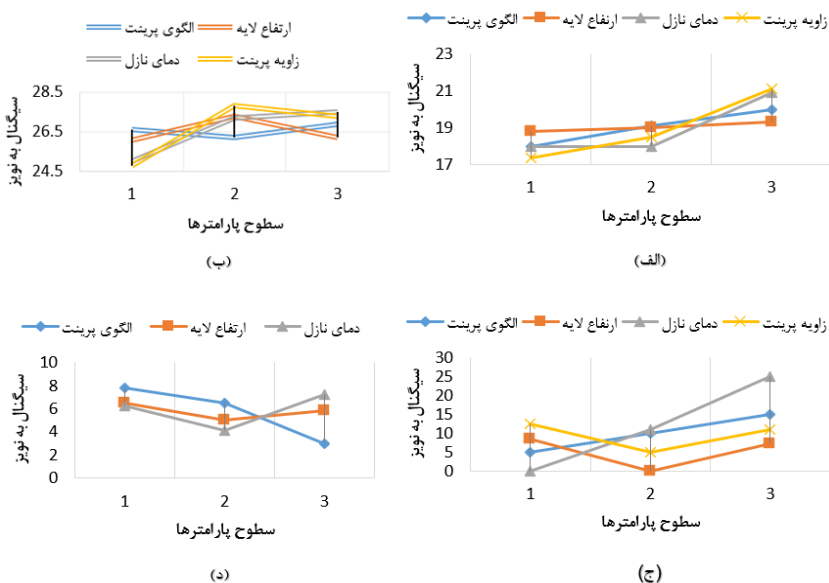 الگوی پرینت ارتفاع لایه دمای نازل زاویه پرینت
23
21
19
17
سیگنال به نویز
1 2 3
سطوح پارامترها
(الف)
الگوی پرینت ارتفاع لایه
دمای نازل زاویه پرینت
28.5
26.5
24.5
سیگنال به نویز
1 2 3
سطوح پارامترها
(ب)
الگوی پرینت ارتفاع لایه دمای نازل زاویه پرینت
30
25
20
15
10
5
0
سیگنال به نویز
1 2 3
سطوح پارامترها
(ج)
الگوی پرینت ارتفاع لایه دمای نازل
10
8
6
4
2
0
سیگنال به نویز
1 2 3
سطوح پارامترها
(د)